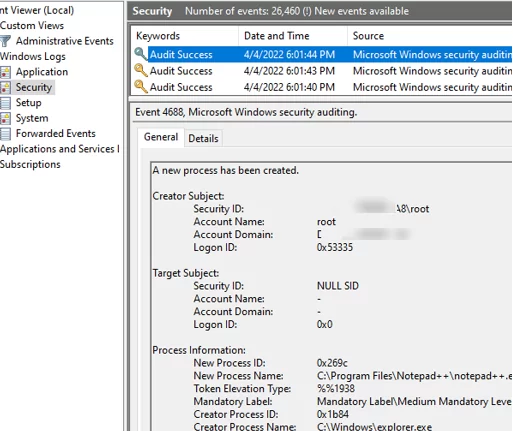 nt Viewer (Local)
Custom Views
Administrative Events
Windows Logs
Application
Security
Setup
System
Forwarded Events
Applications and Services l
Subscriptions
Security Number of events: 26,460 (!) New events available
Keywords Date and Time Source
Audit Success 4/4/2022 6:01:44 PM Microsoft Windows security auditin
Audit Success 4/4/2022 6:01:43 PM Microsoft Windows security auditin
Audit Success 4/4/2022 6:01:40 PM Microsoft Windows security auditin
Event 4688, Microsoft Windows security auditing.
General Details
A new process has been created.
Creator Subject:
Security ID: A8\root
Account Name: root
Account Domain: D
Logon ID: 0x53335
Target Subject:
Security ID: NULL SID
Account Name: -
Account Domain: -
Logon ID: 0x0
Process Information:
New Process ID: 0x269c
New Process Name: C:\Program Files\Notepad++\notepad++.e
Token Elevation Type: %%1938
Mandatory Label: Mandatory Label\Medium Mandatory Leve
Creator Process ID: 0x1b84
Creator Process Name: C:\Windows\explorer.exe